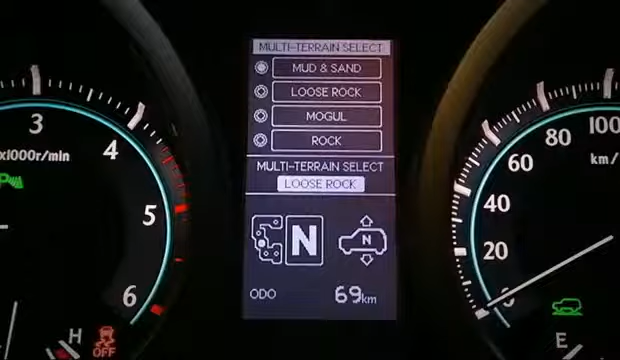 MULTI-TERRAIN SELECT
MUD & SAND
LOOSE ROCK
MOGUL
ROCK
MULTI-TERRAIN SELECT
LOOSE ROCK
N
N
ODO 69km
3
4
5
6
x1000r/min
P
H
OFF
0
20
40
60
80
100
km/
E